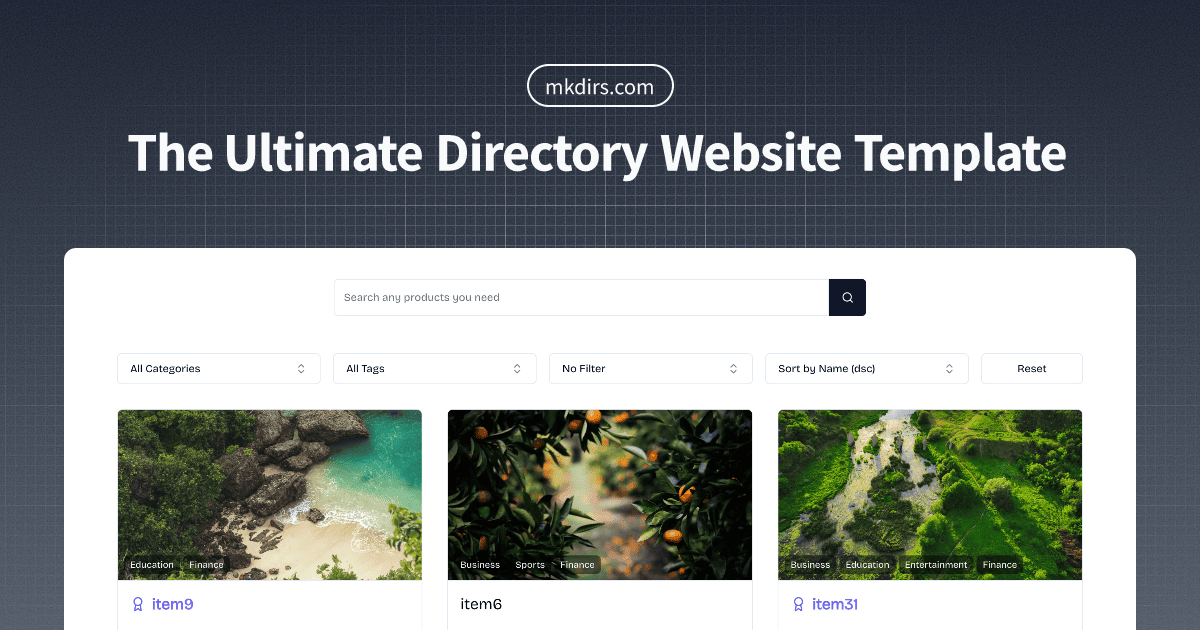 mkdirs.com
The Ultimate Directory Website Template
Search any products you need
All Categories
All Tags
No Filter
Sort by Name (dsc)
Reset
Education Finance
Business Sports Finance
Business Education Entertainment Finance
item9
item6
item31